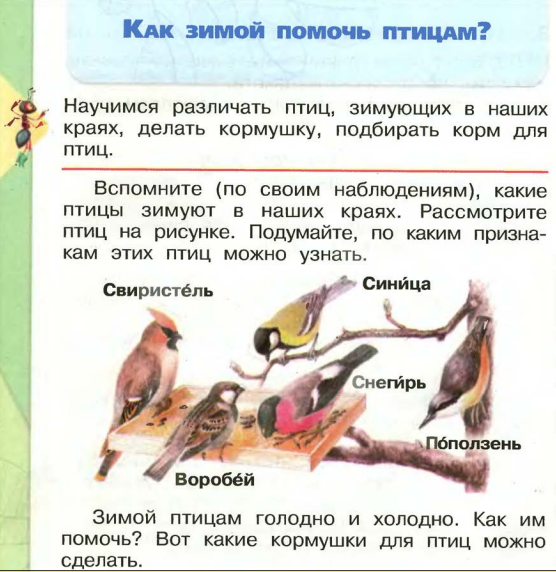 Как зимой помочь птицам?
Научимся различать птиц, зимующих в наших
краях, делать кормушку, подбирать корм для
птиц.
Вспомните (по своим наблюдениям), какие
птицы зимуют в наших краях. Рассмотрите
птиц на рисунке. Подумайте, по каким призна-
кам этих птиц можно узнать.
Свиристе́ль
Сини́ца
Снеги́рь
По́ползень
Воробе́й
Зимой птицам голодно и холодно. Как им
помочь? Вот какие кормушки для птиц можно
сделать.